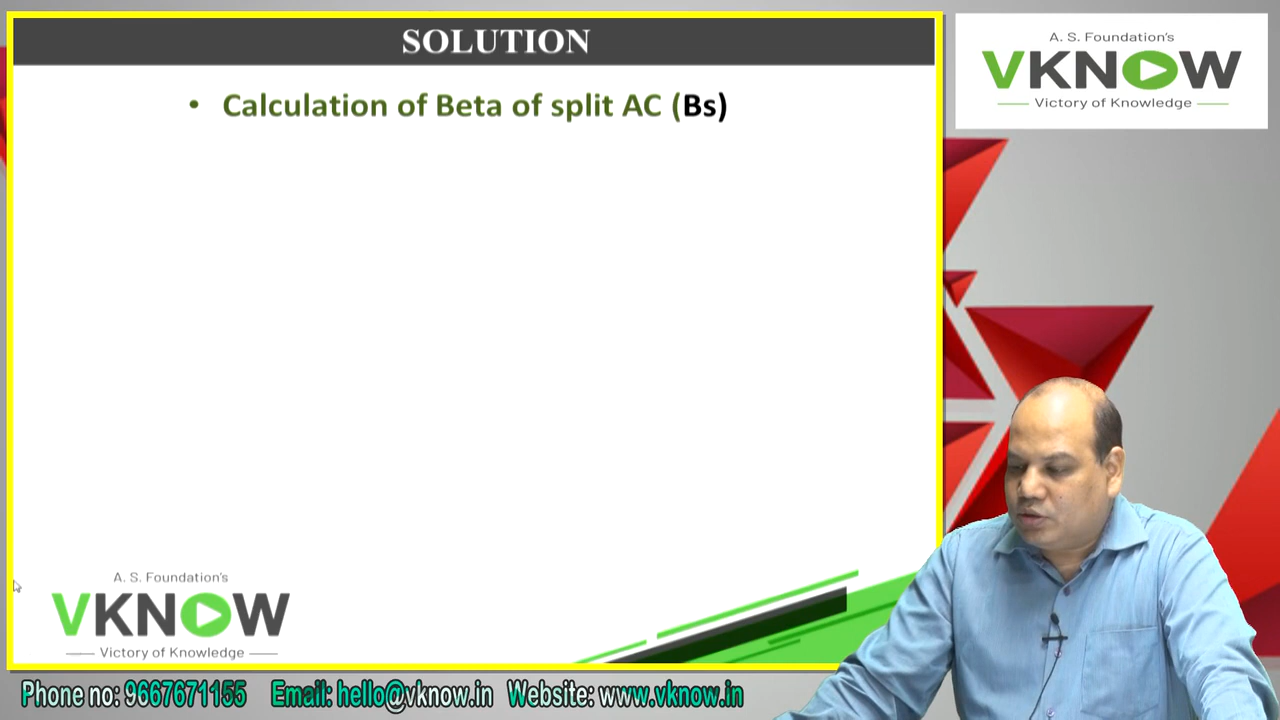 SOLUTION
• Calculation of Beta of split AC (Bs)
A. S. Foundation's
VKNOW
Victory of Knowledge
A. S. Foundation's
VKNOW
Victory of Knowledge
Phone no: 9667671155 Email: hello@vknow.in Website: www.vknow.in